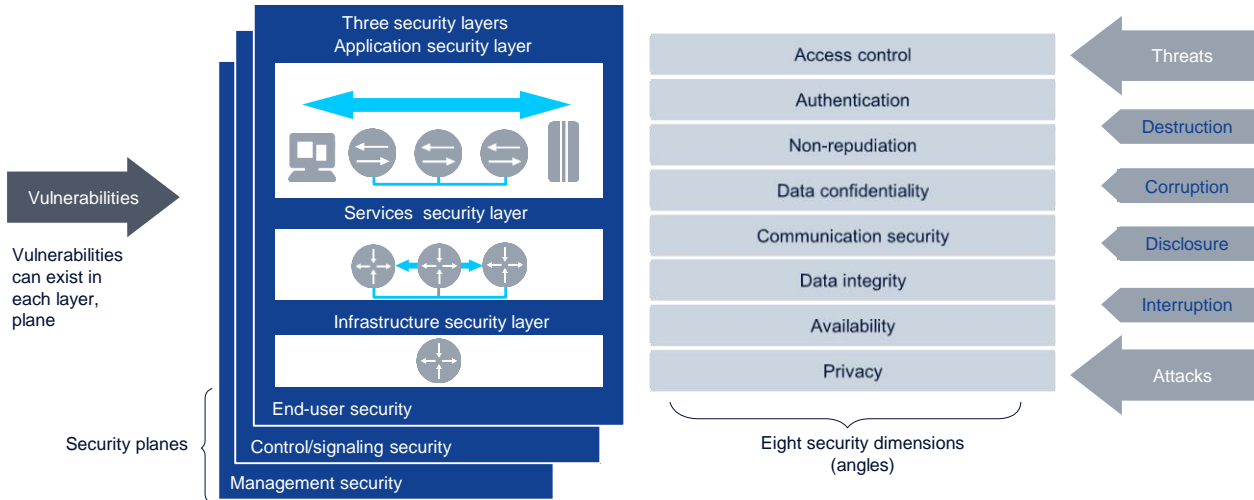 Three security layers
Application security layer
Services security layer
Infrastructure security layer
End-user security
Control/signaling security
Management security
Vulnerabilities
Vulnerabilities
can exist in
each layer,
plane
Security planes
Access control
Authentication
Non-repudiation
Data confidentiality
Communication security
Data integrity
Availability
Privacy
Eight security dimensions
(angles)
Threats
Destruction
Corruption
Disclosure
Interruption
Attacks